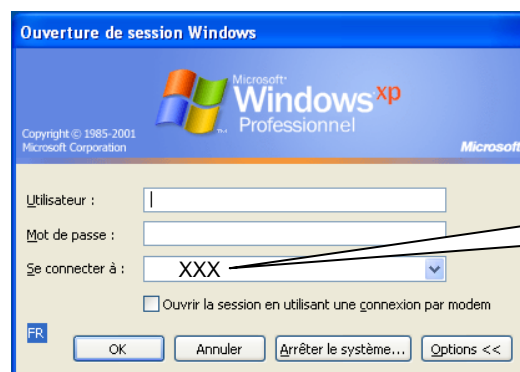 Ouverture de session Windows
Microsoft®
Windows xp
Professionnel
Copyright © 1985-2001
Microsoft Corporation
Microsoft
Utilisateur :
Mot de passe :
Se connecter à : XXX
Ouvrir la session en utilisant une connexion par modem
FR
OK Annuler Arrêter le système... Options <<